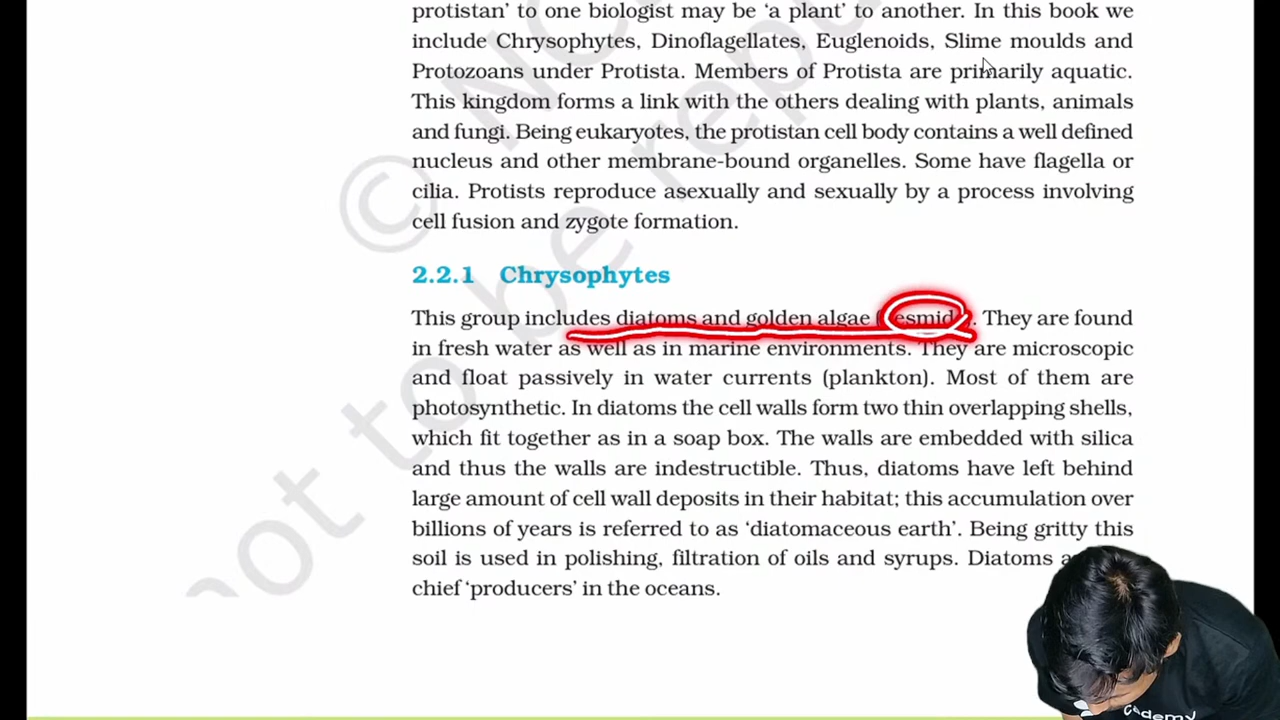 protistan’ to one biologist may be ‘a plant’ to another. In this book we
include Chrysophytes, Dinoflagellates, Euglenoids, Slime moulds and
Protozoans under Protista. Members of Protista are primarily aquatic.
This kingdom forms a link with the others dealing with plants, animals
and fungi. Being eukaryotes, the protistan cell body contains a well defined
nucleus and other membrane-bound organelles. Some have flagella or
cilia. Protists reproduce asexually and sexually by a process involving
cell fusion and zygote formation.
2.2.1 Chrysophytes
This group includes diatoms and golden algae . They are found
in fresh water as well as in marine environments. They are microscopic
and float passively in water currents (plankton). Most of them are
photosynthetic. In diatoms the cell walls form two thin overlapping shells,
which fit together as in a soap box. The walls are embedded with silica
and thus the walls are indestructible. Thus, diatoms have left behind
large amount of cell wall deposits in their habitat; this accumulation over
billions of years is referred to as ‘diatomaceous earth’. Being gritty this
soil is used in polishing, filtration of oils and syrups. Diatoms
chief ‘producers’ in the oceans.
not to be
© N